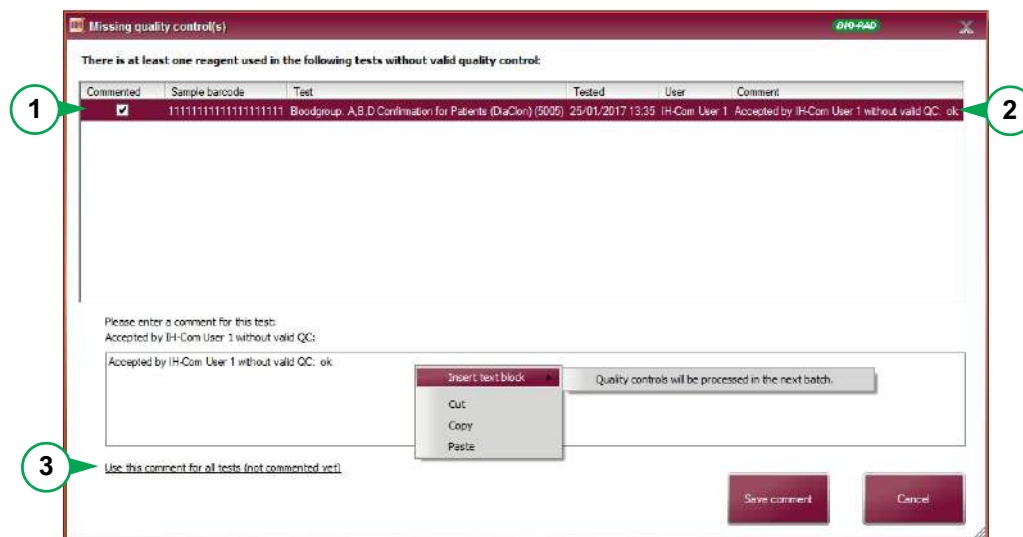 Missing quality control(s)
BIO-RAD
X
There is at least one reagent used in the following tests without valid quality control:
Commented Sample barcode Test Tested User Comment
1
11111111111111111111 Bloodgroup: A,B,D Confirmation for Patients (DiaClon) (5005) 25/01/2017 13:35 IH-Com User 1 Accepted by IH-Com User 1 without valid QC: ok
2
Please enter a comment for this test:
Accepted by IH-Com User 1 without valid QC:
Accepted by IH-Com User 1 without valid QC: ok
Insert text block
Quality controls will be processed in the next batch.
Cut
Copy
Paste
3
Use this comment for all tests (not commented yet)
Save comment
Cancel